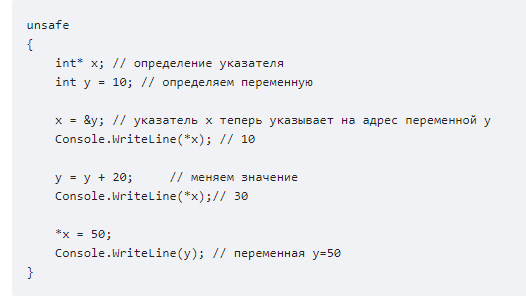 unsafe
{
    int* x; // определение указателя
    int y = 10; // определяем переменную

    x = &y; // указатель x теперь указывает на адрес переменной y
    Console.WriteLine(*x); // 10

    y = y + 20;     // меняем значение
    Console.WriteLine(*x);// 30

    *x = 50;
    Console.WriteLine(y); // переменная y=50
}